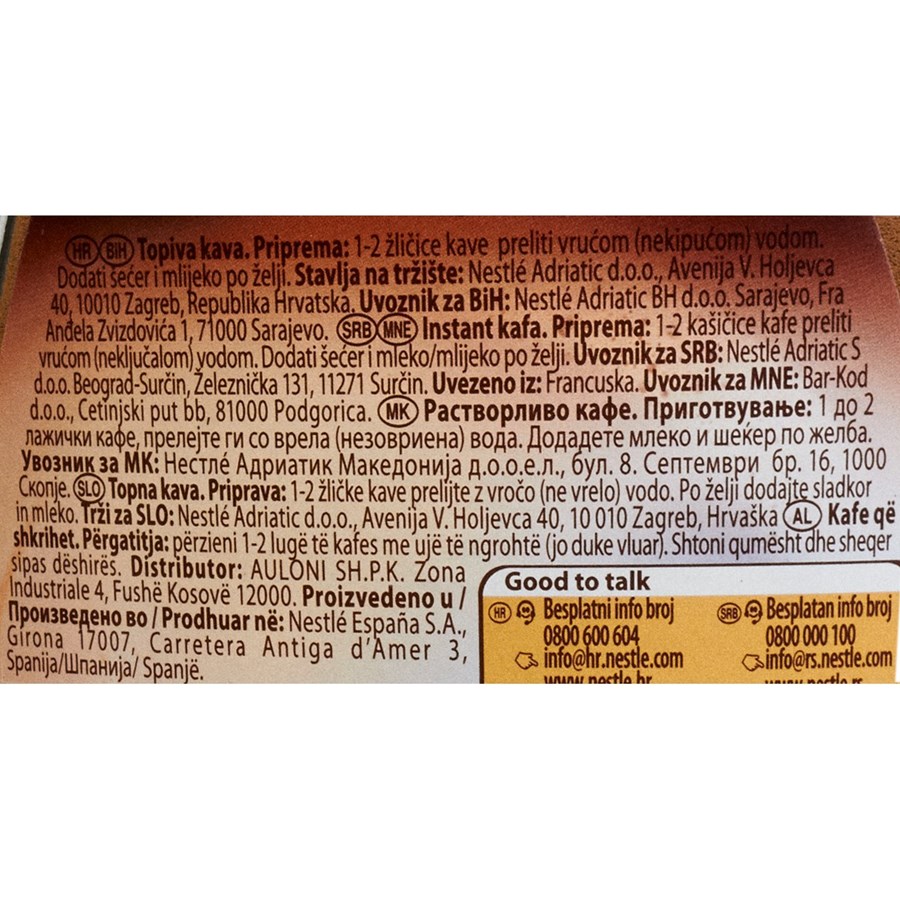 HR BIH Topiva kava. Priprema: 1-2 žličice kave preliti vrućom (nekipućom) vodom.
Dodati šećer i mlijeko po želji. Stavlja na tržište: Nestlé Adriatic d.o.o., Avenija V. Holjevca
40, 10010 Zagreb, Republika Hrvatska. Uvoznik za BiH: Nestlé Adriatic BH d.o.o. Sarajevo, Fra
Anđela Zvizdovića 1, 71000 Sarajevo. SRB MNE Instant kafa. Priprema: 1-2 kašičice kafe preliti
vrućom (neključalom) vodom. Dodati šećer i mleko/mlijeko po želji. Uvoznik za SRB: Nestlé Adriatic S
d.o.o. Beograd-Surčin, Železnička 131, 11271 Surčin. Uvezeno iz: Francuska. Uvoznik za MNE: Bar-Kod
d.o.o., Cetinjski put bb, 81000 Podgorica. MK Растворливо кафе. Приготвување: 1 до 2
лажички кафе, прелејте ги со врела (незовриена) вода. Додадете млеко и шеќер по желба.
Увозник за МК: Нестле Адриатик Македонија д.о.о.е.л., бул. 8. Септември бр. 16, 1000
Скопје. SLO Topna kava. Priprava: 1-2 žličke kave prelijte z vročo (ne vrelo) vodo. Po želji dodajte sladkor
in mleko. Trži za SLO: Nestlé Adriatic d.o.o., Avenija V. Holjevca 40, 10 010 Zagreb, Hrvaška AL Kafe që
shkrihet. Përgatitja: përzieni 1-2 lugë të kafes me ujë të ngrohtë (jo duke vluar). Shtoni qumësht dhe sheqer
sipas dëshirës. Distributor: AULONI SH.P.K. Zona
Industriale 4, Fushë Kosovë 12000. Proizvedeno u /
Произведено во / Prodhuar në: Nestlé España S.A.,
Girona 17007, Carretera Antiga d'Amer 3,
Spanija/Шпанија/ Spanjë.
Good to talk
HR Besplatni info broj
0800 600 604
info@hr.nestle.com
www.nestle.hr
SRB Besplatan info broj
0800 000 100
info@rs.nestle.com
www.nestle.rs